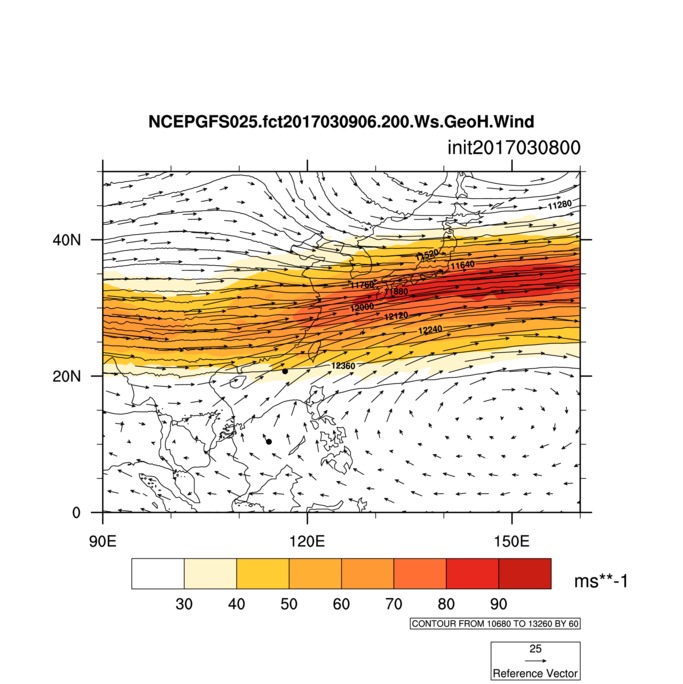 NCEPGFS025.fct2017030906.200.Ws.GeoH.Wind
init2017030800
11280
40N
11520
11640
11760
11880
12000
12120
12240
12360
20N
0
90E 120E 150E
30 40 50 60 70 80 90
ms**-1
CONTOUR FROM 10680 TO 13260 BY 60
25
Reference Vector